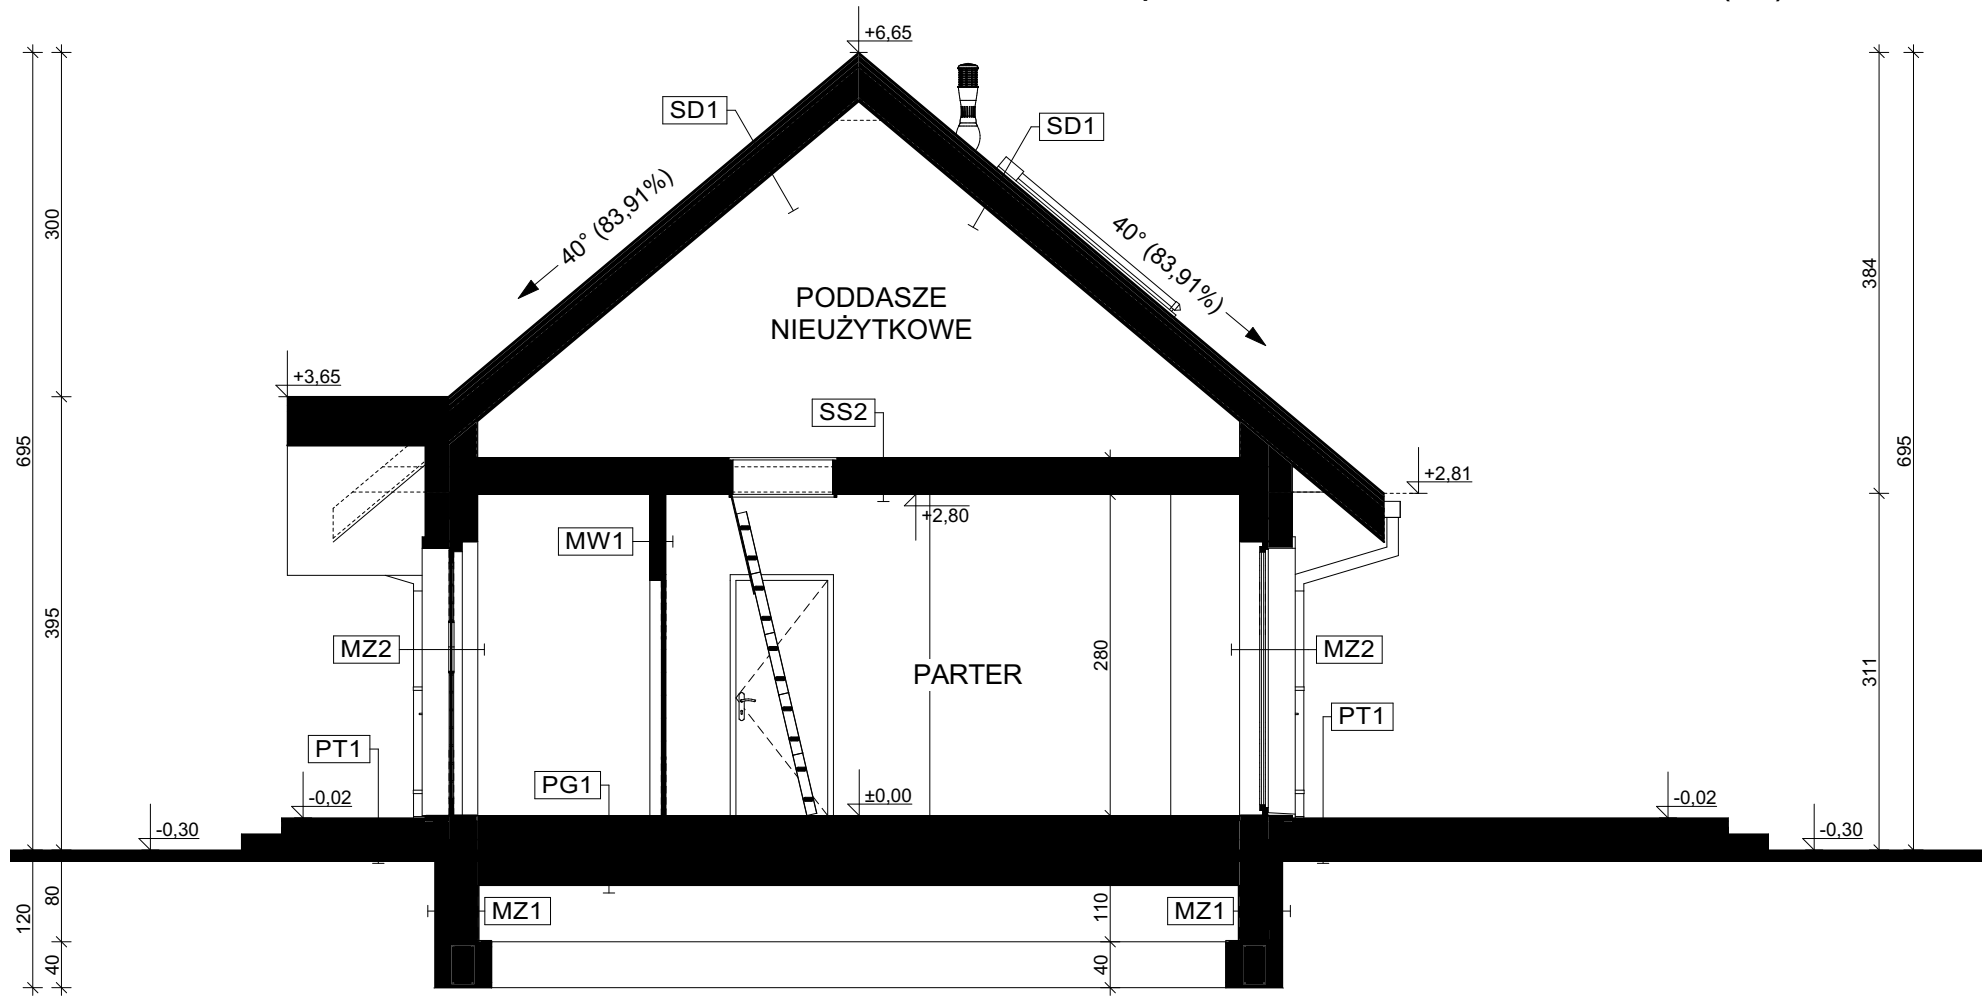 +6,65
SD1
SD1
40° (83,91%)
40° (83,91%)
300
384
PODDASZE
NIEUŻYTKOWE
+3,65
SS2
695
695
+2,81
+2,80
MW1
395
MZ2
280
MZ2
PARTER
311
PT1
PT1
PG1
±0,00
-0,02
-0,02
-0,30
-0,30
80
120
MZ1
110
MZ1
40
40